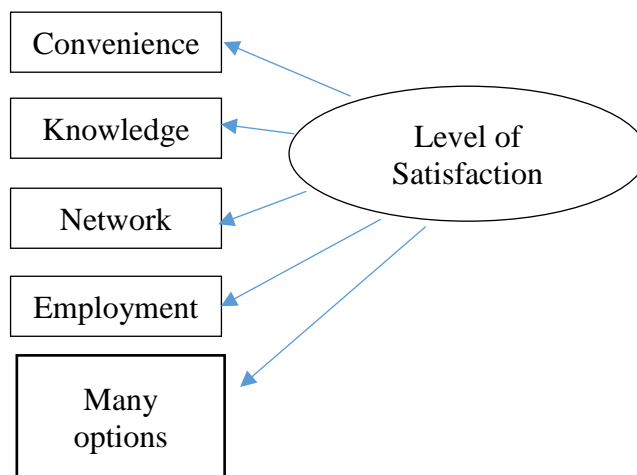 Convenience
Knowledge
Level of
Satisfaction
Network
Employment
Many
options